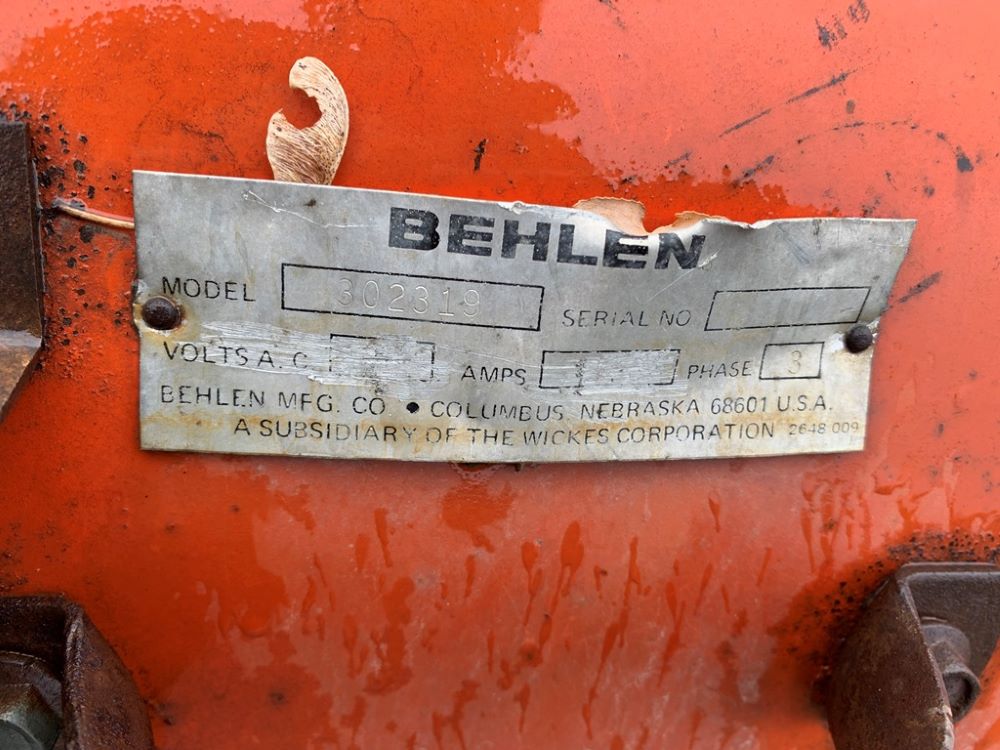 BEHLEN
MODEL 302319 SERIAL NO
VOLTS A.C. AMPS PHASE 3
BEHLEN MFG. CO. • COLUMBUS, NEBRASKA 68601 U.S.A.
A SUBSIDIARY OF THE WICKES CORPORATION 2648 009